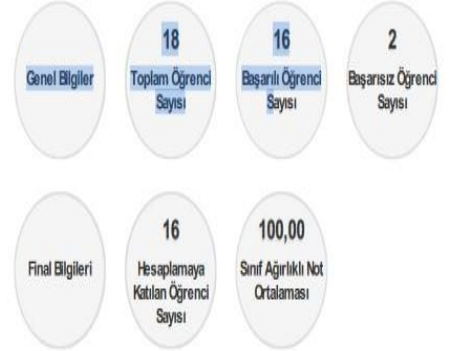 Genel Bilgiler
18
Toplam Öğrenci
Sayısı
16
Başarılı Öğrenci
Sayısı
2
Başarısız Öğrenci
Sayısı
Final Bilgileri
16
Hesaplamaya
Katılan Öğrenci
Sayısı
100,00
Sınıf Ağırlıklı Not
Ortalaması